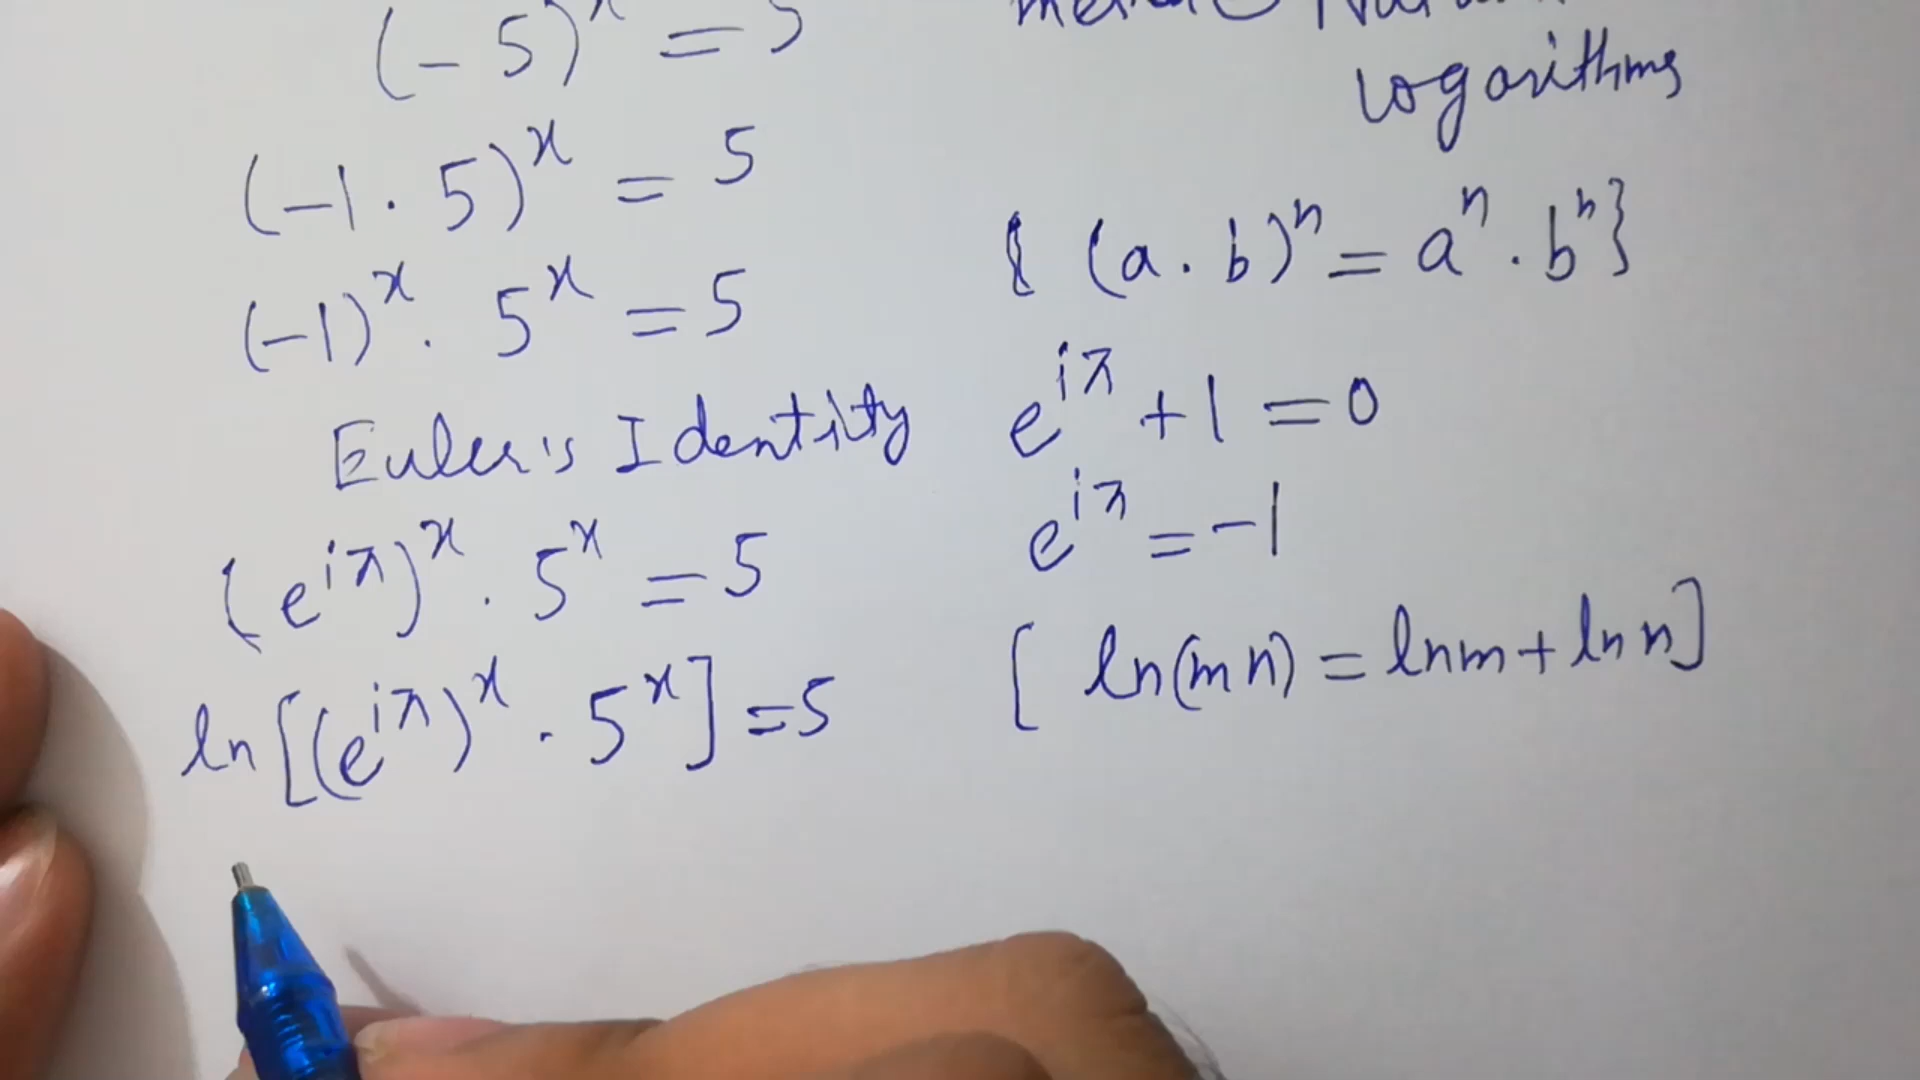 (-5)^x = 5
(-1 · 5)^x = 5
(-1)^x · 5^x = 5
Euler's Identity
(e^{iπ})^x · 5^x = 5
ln[(e^{iπ})^x · 5^x] = 5
logarithms
{ (a · b)^n = a^n · b^n }
e^{iπ} + 1 = 0
e^{iπ} = -1
[ ln(mn) = ln m + ln n ]